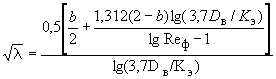 √λ = 0,5[b/2 + 1,312(2 − b)lg(3,7D_в / K_э) / lg Re_ф − 1] / lg(3,7D_в/K_э)